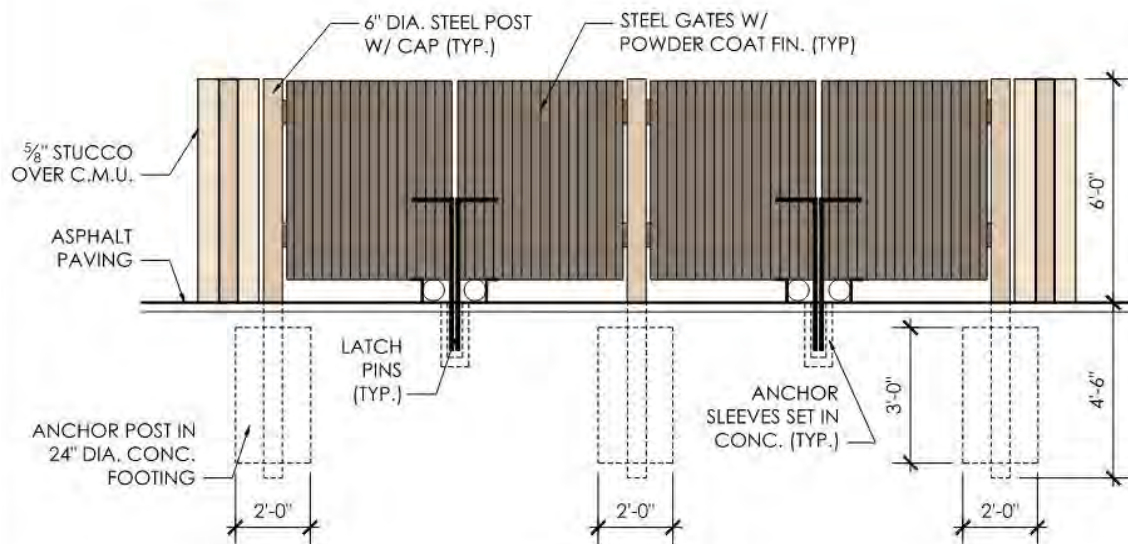 6" DIA. STEEL POST
W/ CAP (TYP.)
STEEL GATES W/
POWDER COAT FIN. (TYP)
⅝" STUCCO
OVER C.M.U.
ASPHALT
PAVING
6'-0"
LATCH
PINS
(TYP.)
ANCHOR
SLEEVES SET IN
CONC. (TYP.)
3'-0"
4'-6"
ANCHOR POST IN
24" DIA. CONC.
FOOTING
2'-0"
2'-0"
2'-0"